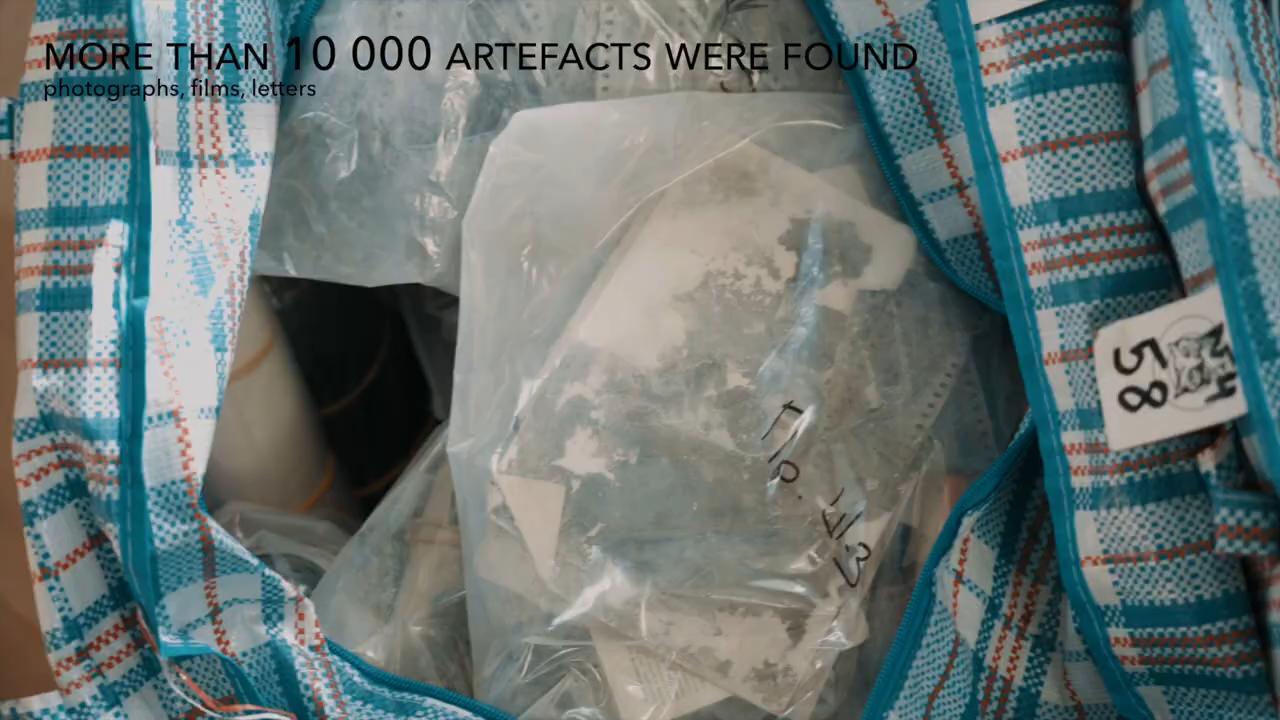 MORE THAN 10 000 ARTEFACTS WERE FOUND
photographs, films, letters
58